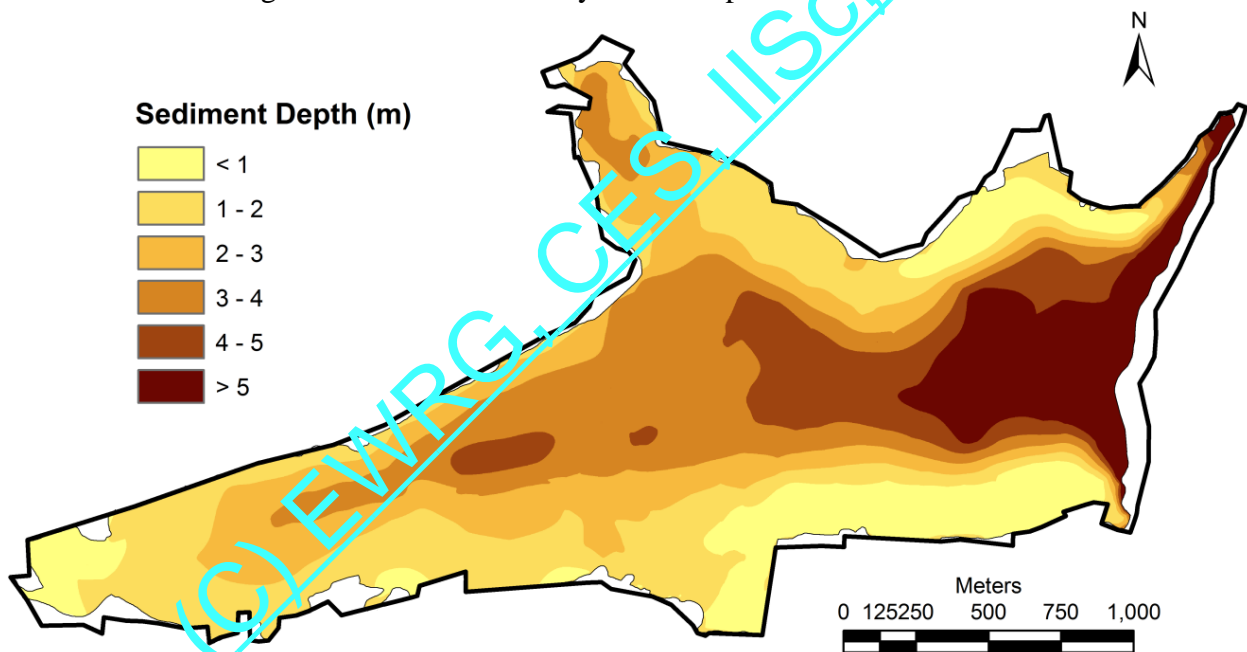 N
Sediment Depth (m)
< 1
1 - 2
2 - 3
3 - 4
4 - 5
> 5
(C) EWRG, CES, IISc
Meters
0 125250 500 750 1,000